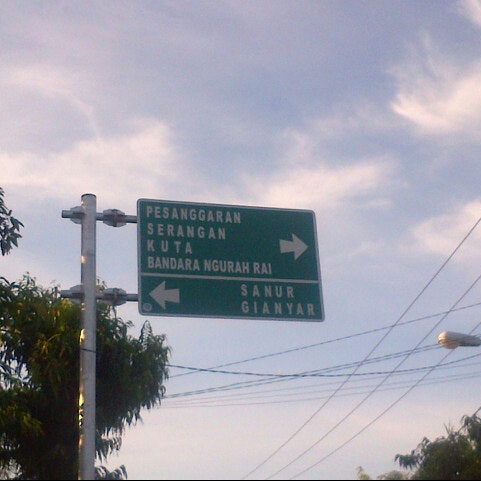 PESANGGARAN
SERANGAN
KUTA
BANDARA NGURAH RAI
SANUR
GIANYAR